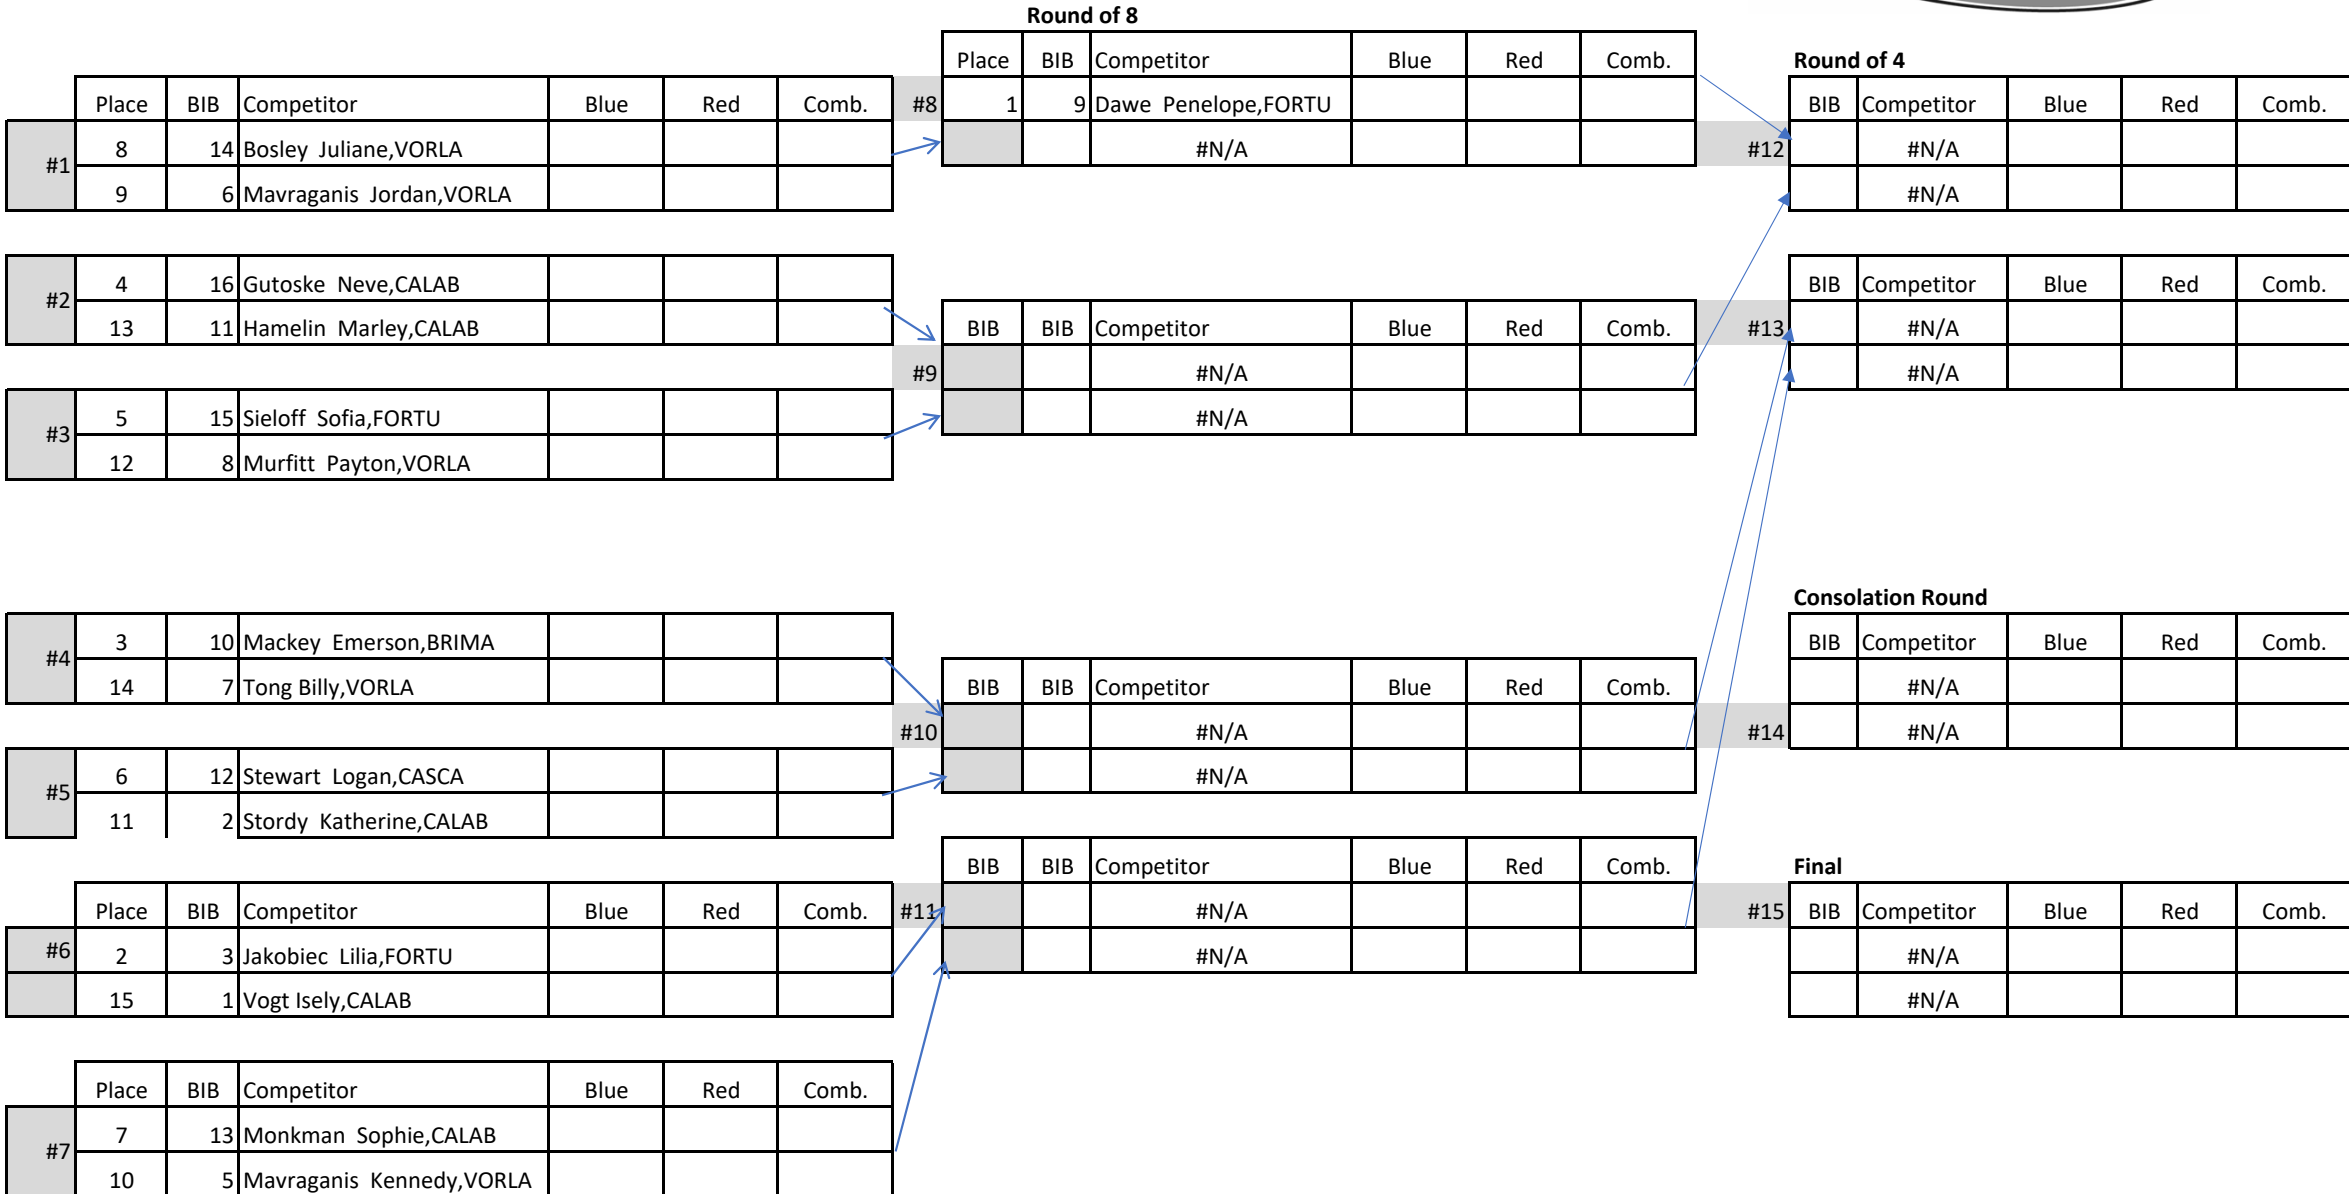 Round of 8
Place BIB Competitor Blue Red Comb. Round of 4
Place BIB Competitor Blue Red Comb. #8 1 9 Dawe Penelope,FORTU BIB Competitor Blue Red Comb.
#1 8 14 Bosley Juliane,VORLA #N/A #12 #N/A
9 6 Mavraganis Jordan,VORLA #N/A
#2 4 16 Gutoske Neve,CALAB BIB Competitor Blue Red Comb.
13 11 Hamelin Marley,CALAB BIB BIB Competitor Blue Red Comb. #13 #N/A
#9 #N/A #N/A
#3 5 15 Sieloff Sofia,FORTU #N/A
12 8 Murfitt Payton,VORLA
Consolation Round
#4 3 10 Mackey Emerson,BRIMA BIB Competitor Blue Red Comb.
14 7 Tong Billy,VORLA BIB BIB Competitor Blue Red Comb. #N/A
#10 #N/A #14 #N/A
#5 6 12 Stewart Logan,CASCA #N/A
11 2 Stordy Katherine,CALAB
BIB BIB Competitor Blue Red Comb. Final
Place BIB Competitor Blue Red Comb. #11 #N/A #15 BIB Competitor Blue Red Comb.
#6 2 3 Jakobiec Lilia,FORTU #N/A #N/A
15 1 Vogt Isely,CALAB #N/A
Place BIB Competitor Blue Red Comb.
#7 7 13 Monkman Sophie,CALAB
10 5 Mavraganis Kennedy,VORLA